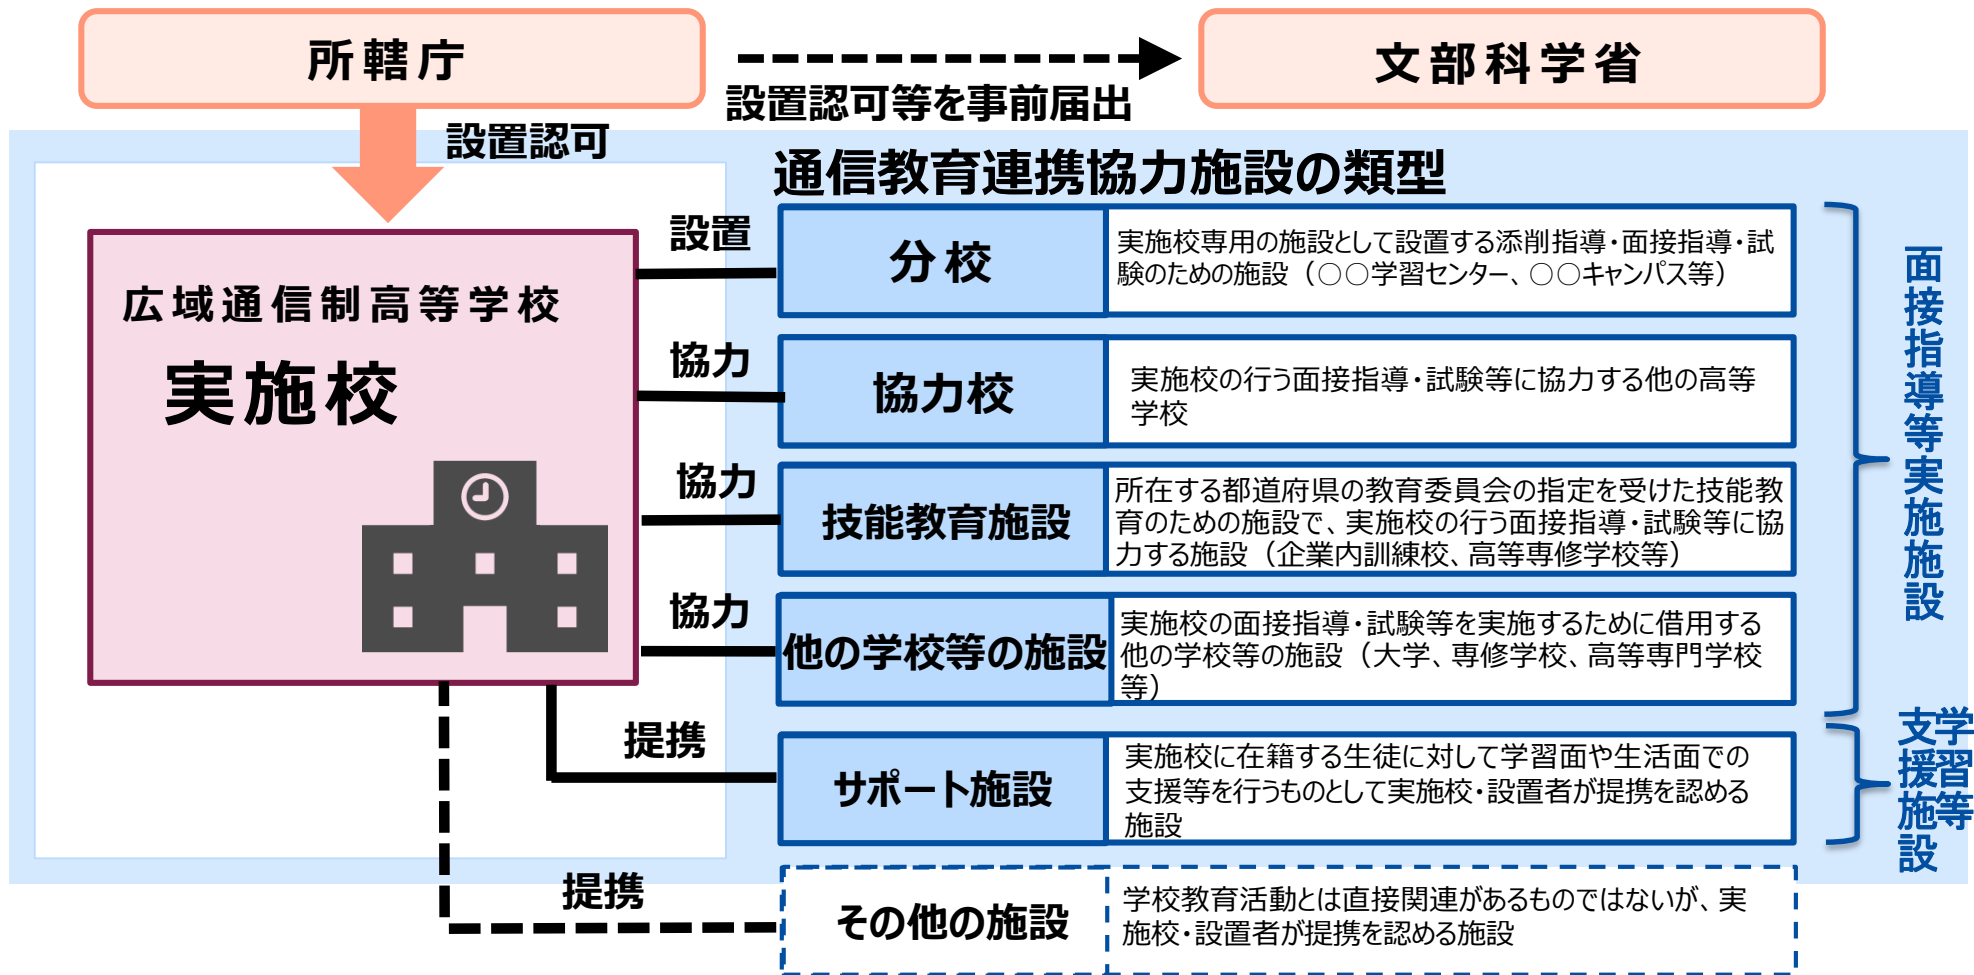 所轄庁
文部科学省
設置認可等を事前届出
設置認可
通信教育連携協力施設の類型
広域通信制高等学校
実施校
設置
分校
実施校専用の施設として設置する添削指導・面接指導・試
験のための施設（○○学習センター、○○キャンパス等）
協力
協力校
実施校の行う面接指導・試験等に協力する他の高等
学校
協力
技能教育施設
所在する都道府県の教育委員会の指定を受けた技能教
育のための施設で、実施校の行う面接指導・試験等に協
力する施設（企業内訓練校、高等専修学校等）
協力
他の学校等の施設
実施校の面接指導・試験等を実施するために借用する
他の学校等の施設（大学、専修学校、高等専門学校
等）
面接指導等実施施設
提携
サポート施設
実施校に在籍する生徒に対して学習面や生活面での
支援等を行うものとして実施校・設置者が提携を認める
施設
学習等
支援施設
提携
その他の施設
学校教育活動とは直接関連があるものではないが、実
施校・設置者が提携を認める施設